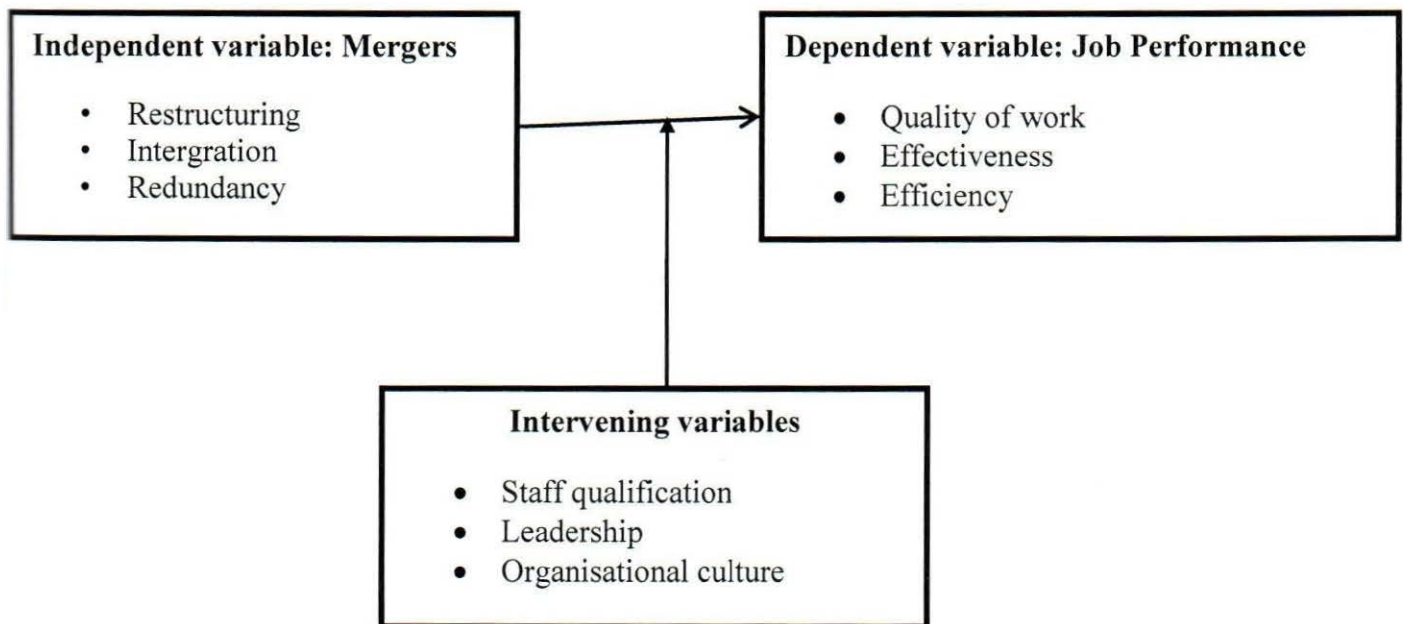 Independent variable: Mergers
• Restructuring
• Intergration
• Redundancy
Dependent variable: Job Performance
• Quality of work
• Effectiveness
• Efficiency
Intervening variables
• Staff qualification
• Leadership
• Organisational culture